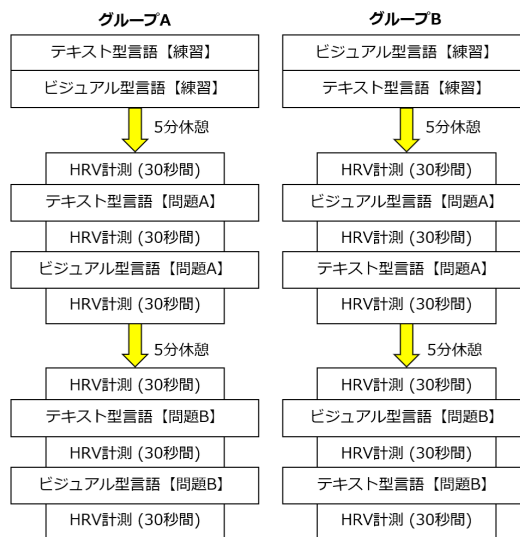 グループA
テキスト型言語【練習】
ビジュアル型言語【練習】
5分休憩
HRV計測 (30秒間)
テキスト型言語【問題A】
HRV計測 (30秒間)
ビジュアル型言語【問題A】
HRV計測 (30秒間)
5分休憩
HRV計測 (30秒間)
テキスト型言語【問題B】
HRV計測 (30秒間)
ビジュアル型言語【問題B】
HRV計測 (30秒間)
グループB
ビジュアル型言語【練習】
テキスト型言語【練習】
5分休憩
HRV計測 (30秒間)
ビジュアル型言語【問題A】
HRV計測 (30秒間)
テキスト型言語【問題A】
HRV計測 (30秒間)
5分休憩
HRV計測 (30秒間)
ビジュアル型言語【問題B】
HRV計測 (30秒間)
テキスト型言語【問題B】
HRV計測 (30秒間)